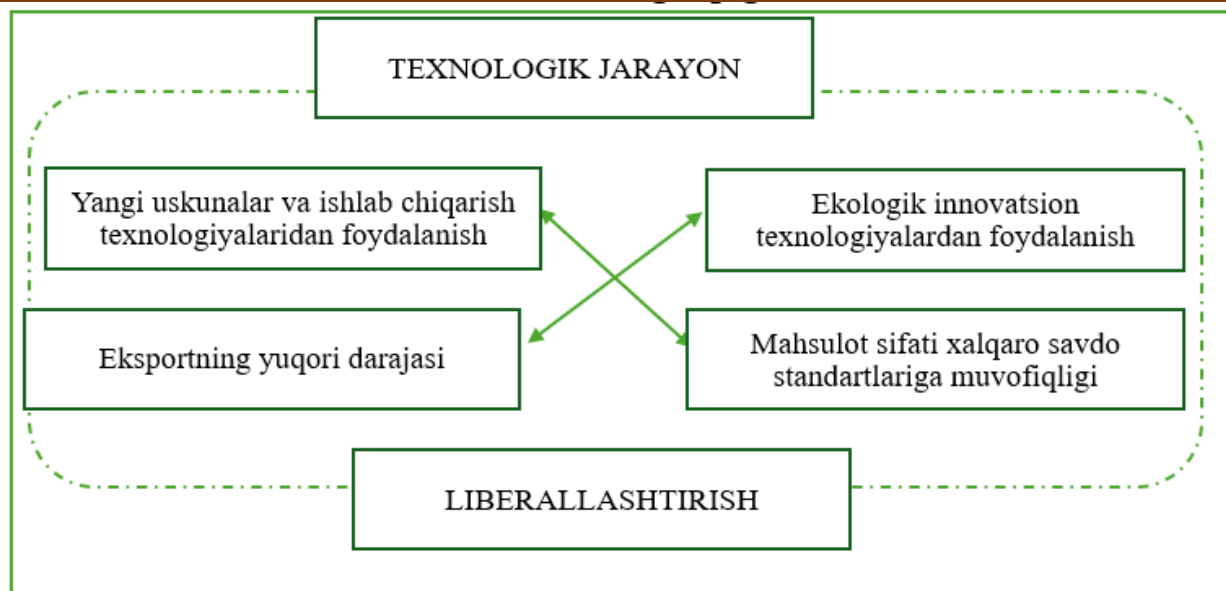 TEXNOLOGIK JARAYON
Yangi uskunalar va ishlab chiqarish
texnologiyalaridan foydalanish
Ekologik innovatsion
texnologiyalardan foydalanish
Eksportning yuqori darajasi
Mahsulot sifati xalqaro savdo
standartlariga muvofiqligi
LIBERALLASHTIRISH